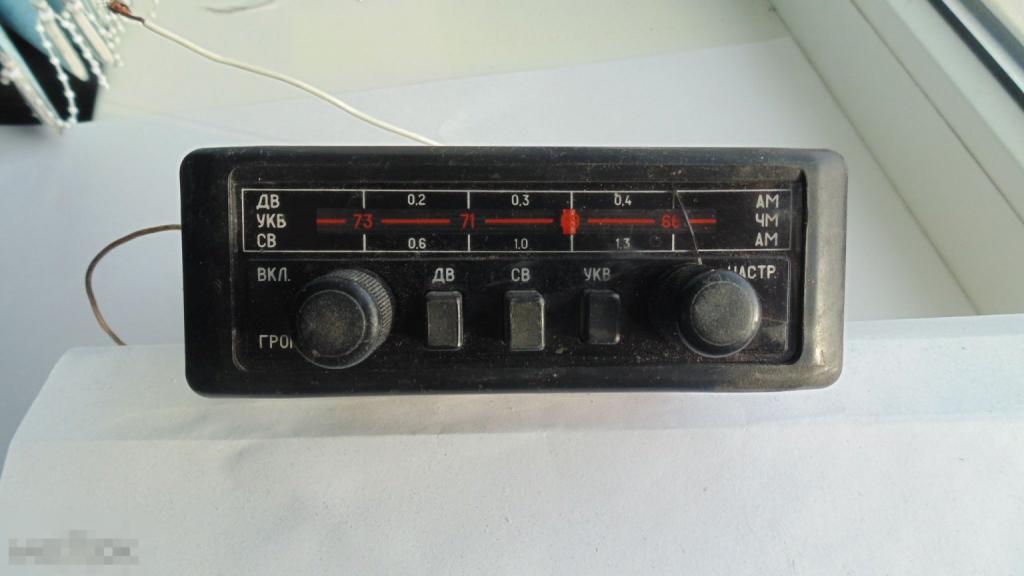 ДВ 0.2 0.3 0.4 АМ
УКВ 73 71 66 ЧМ
СВ 0.6 1.0 1.3 АМ
ВКЛ. ДВ СВ УКВ НАСТР.
ГРО